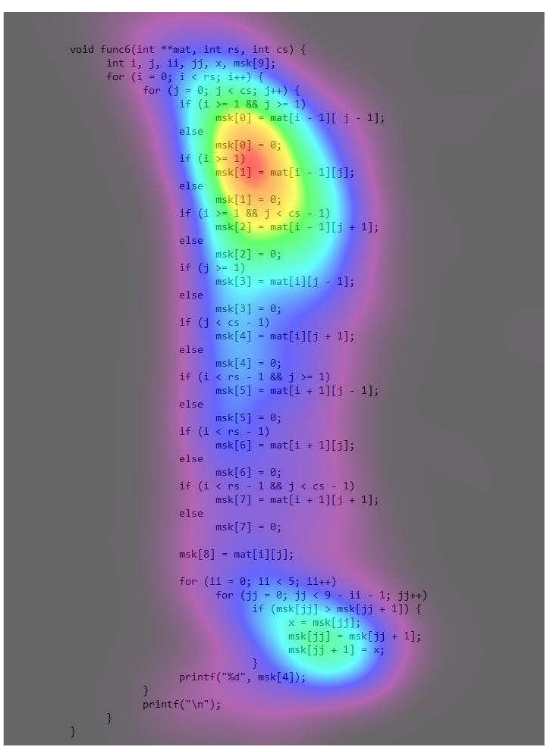 void func6(int **mat, int rs, int cs) {
int i, j, ii, jj, x, msk[9];
for (i = 0; i < rs; i++) {
for (j = 0; j < cs; j++) {
if (i >= 1 && j >= 1)
msk[0] = mat[i - 1][ j - 1];
else
msk[0] = 0;
if (i >= 1)
msk[1] = mat[i - 1][j];
else
msk[1] = 0;
if (i >= 1 && j < cs - 1)
msk[2] = mat[i - 1][j + 1];
else
msk[2] = 0;
if (j >= 1)
msk[3] = mat[i][j - 1];
else
msk[3] = 0;
if (j < cs - 1)
msk[4] = mat[i][j + 1];
else
msk[4] = 0;
if (i < rs - 1 && j >= 1)
msk[5] = mat[i + 1][j - 1];
else
msk[5] = 0;
if (i < rs - 1)
msk[6] = mat[i + 1][j];
else
msk[6] = 0;
if (i < rs - 1 && j < cs - 1)
msk[7] = mat[i + 1][j + 1];
else
msk[7] = 0;
msk[8] = mat[i][j];
for (ii = 0; ii < 5; ii++)
for (jj = 0; jj < 9 - ii - 1; jj++)
if (msk[jj] > msk[jj + 1]) {
x = msk[jj];
msk[jj] = msk[jj + 1];
msk[jj + 1] = x;
}
printf("%d", msk[4]);
}
printf("\n");
}
}